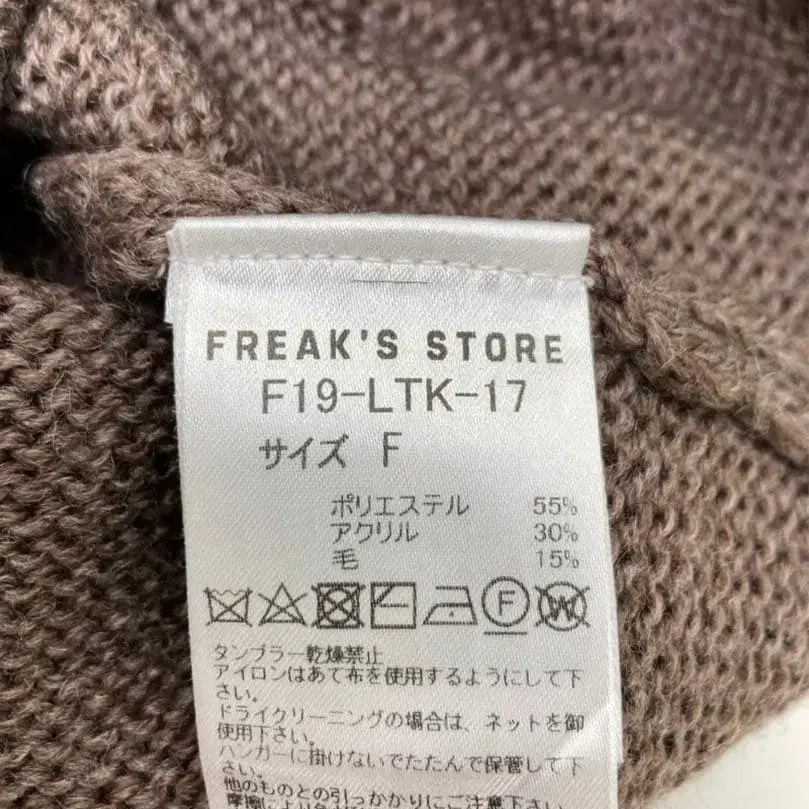 FREAK'S STORE
F19-LTK-17
サイズ F
ポリエステル 55%
アクリル 30%
毛 15%
F W
タンブラー乾燥禁止
アイロンはあて布を使用するようにして下
さい。
ドライクリーニングの場合は、ネットを御
使用下さい。
ハンガーに掛けないでたたんで保管して下
さい。
他のものとの引っかかりにご注意下さい。
摩擦により